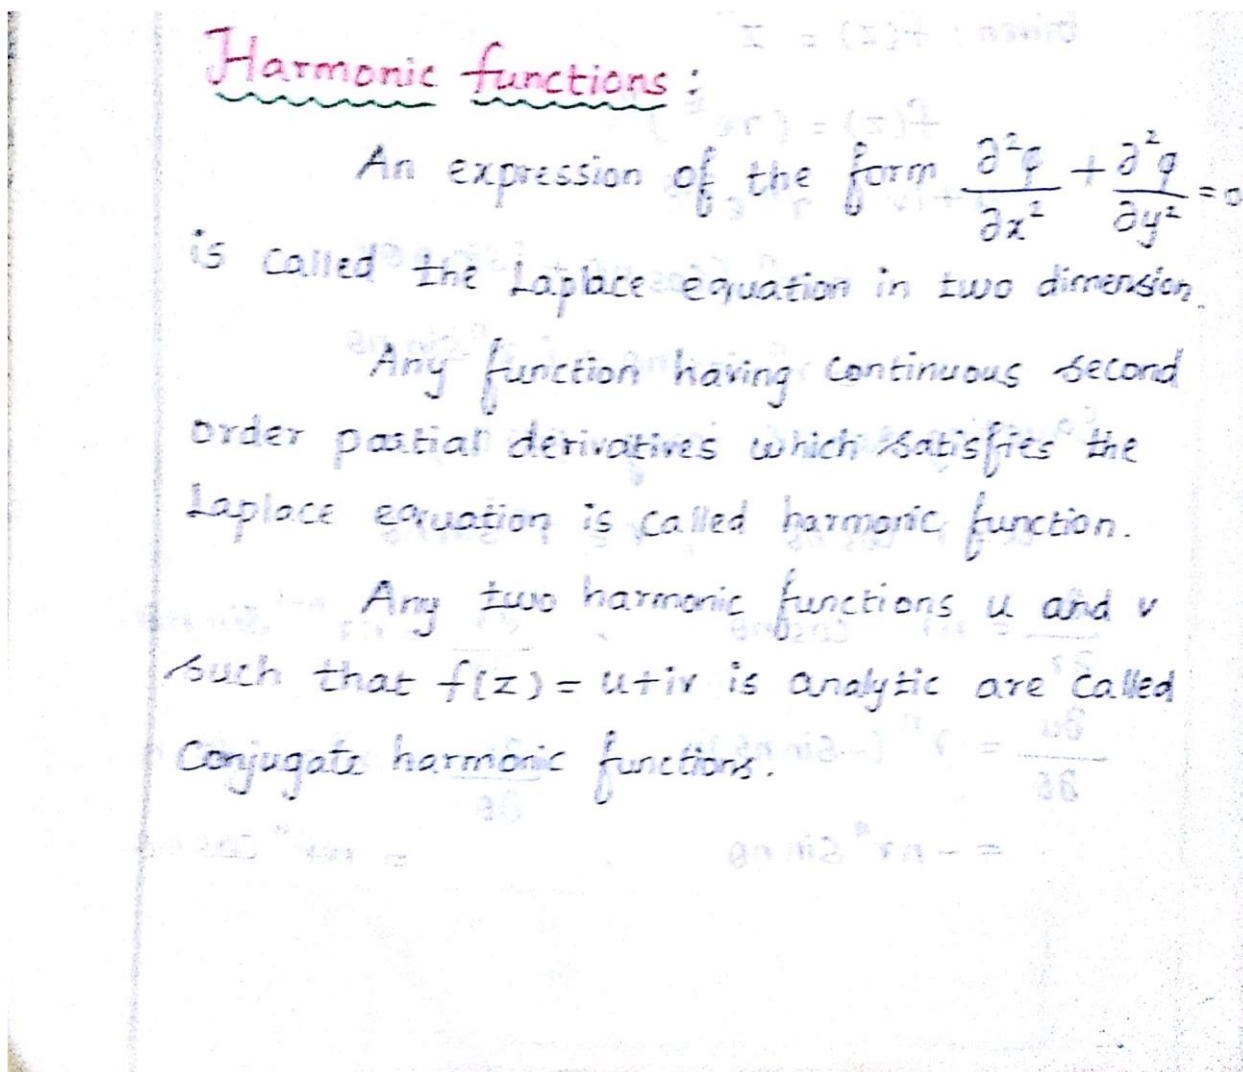 Harmonic functions :
An expression of the form ∂²φ/∂x² + ∂²φ/∂y² = 0
is called the Laplace equation in two dimension.
Any function having continuous second
order partial derivatives which satisfies the
Laplace equation is called harmonic function.
Any two harmonic functions u and v
such that f(z) = u+iv is analytic are called
Conjugate harmonic functions.